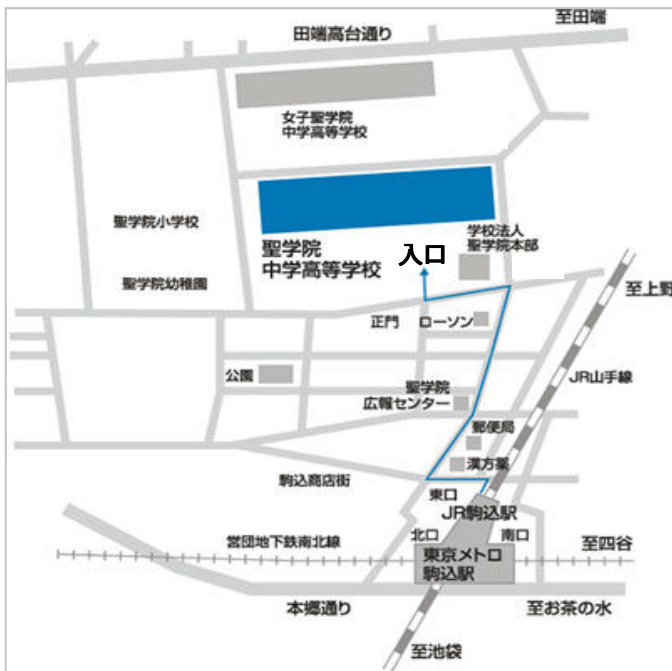 至田端
田端高台通り
女子聖学院
中学高等学校
聖学院小学校
学校法人
聖学院本部
聖学院
中学高等学校
入口
聖学院幼稚園
至上野
正門
ローソン
公園
JR山手線
聖学院
広報センター
郵便局
漢方薬
駒込商店街
東口
JR駒込駅
北口
南口
営団地下鉄南北線
東京メトロ
駒込駅
至四谷
本郷通り
至お茶の水
至池袋